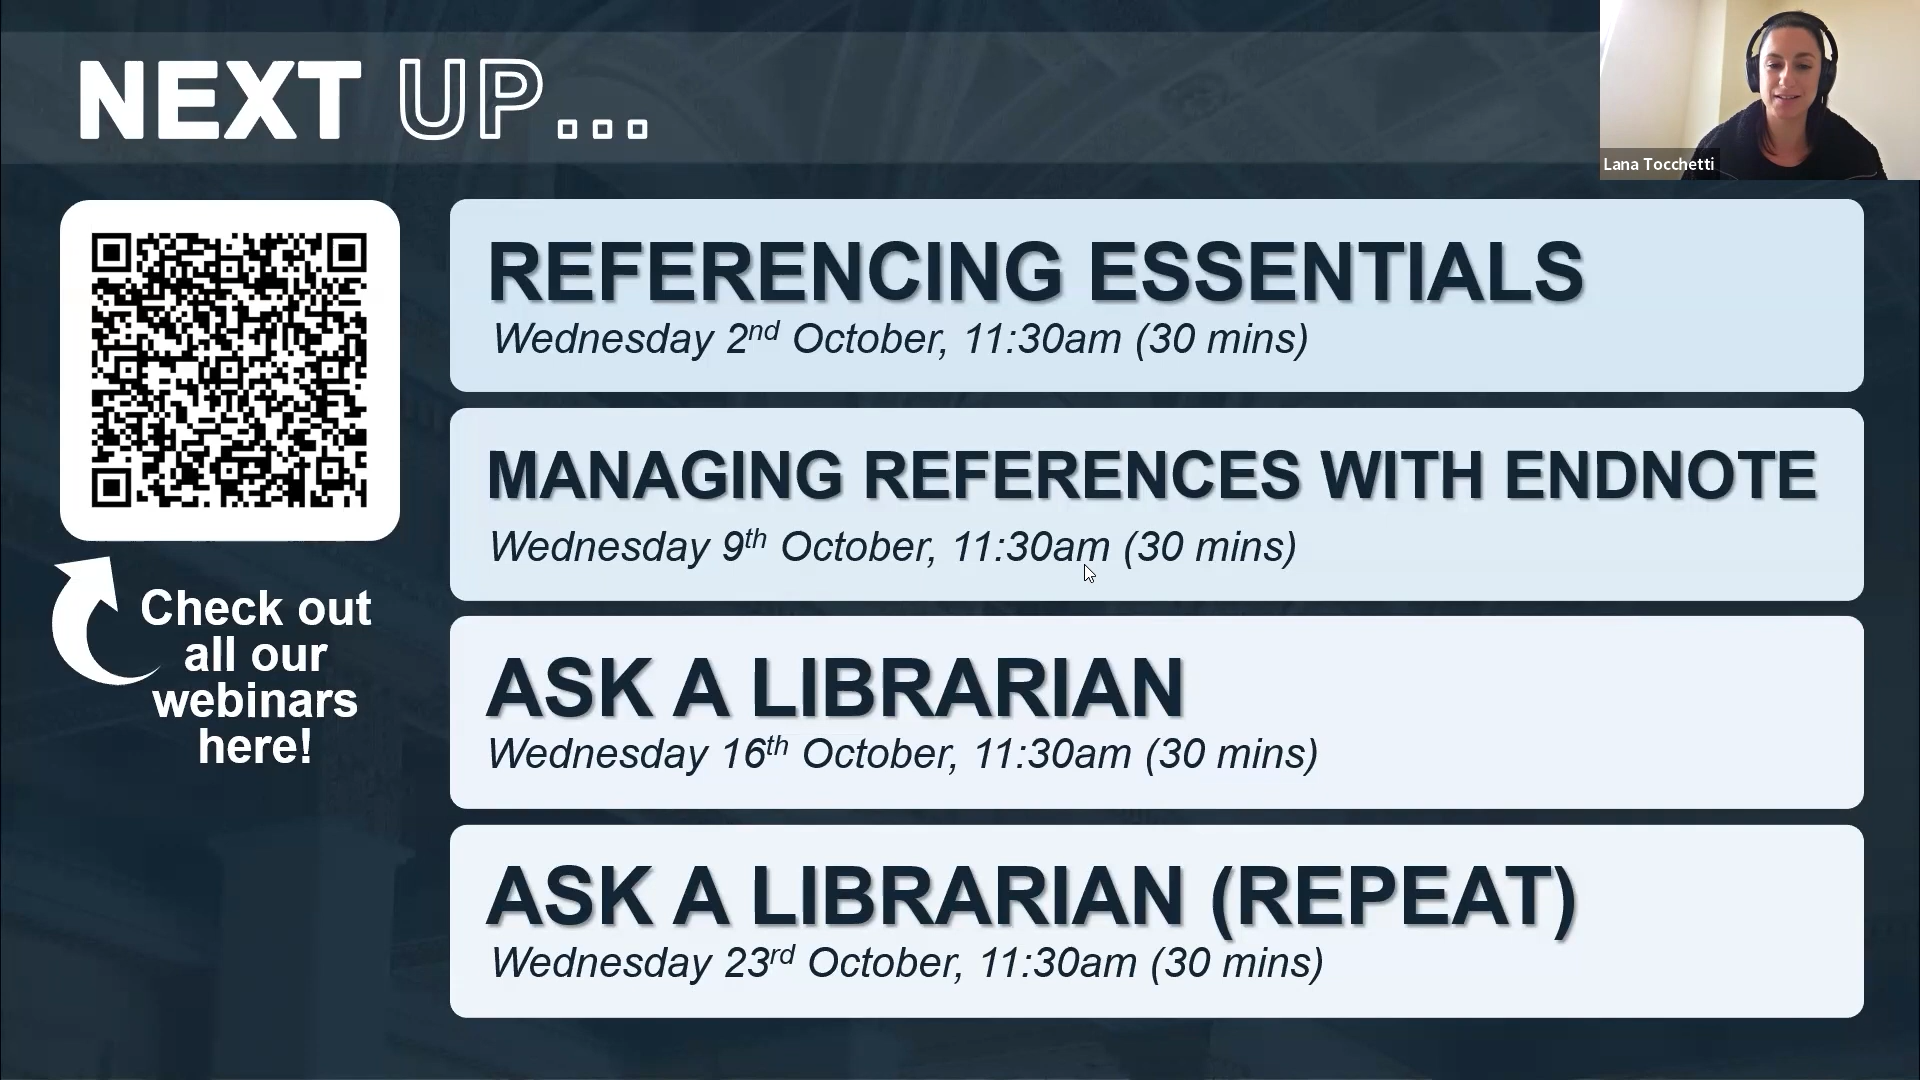 NEXT UP...
Lana Tocchetti
REFERENCING ESSENTIALS
Wednesday 2nd October, 11:30am (30 mins)
MANAGING REFERENCES WITH ENDNOTE
Wednesday 9th October, 11:30am (30 mins)
Check out
all our
webinars
here!
ASK A LIBRARIAN
Wednesday 16th October, 11:30am (30 mins)
ASK A LIBRARIAN (REPEAT)
Wednesday 23rd October, 11:30am (30 mins)